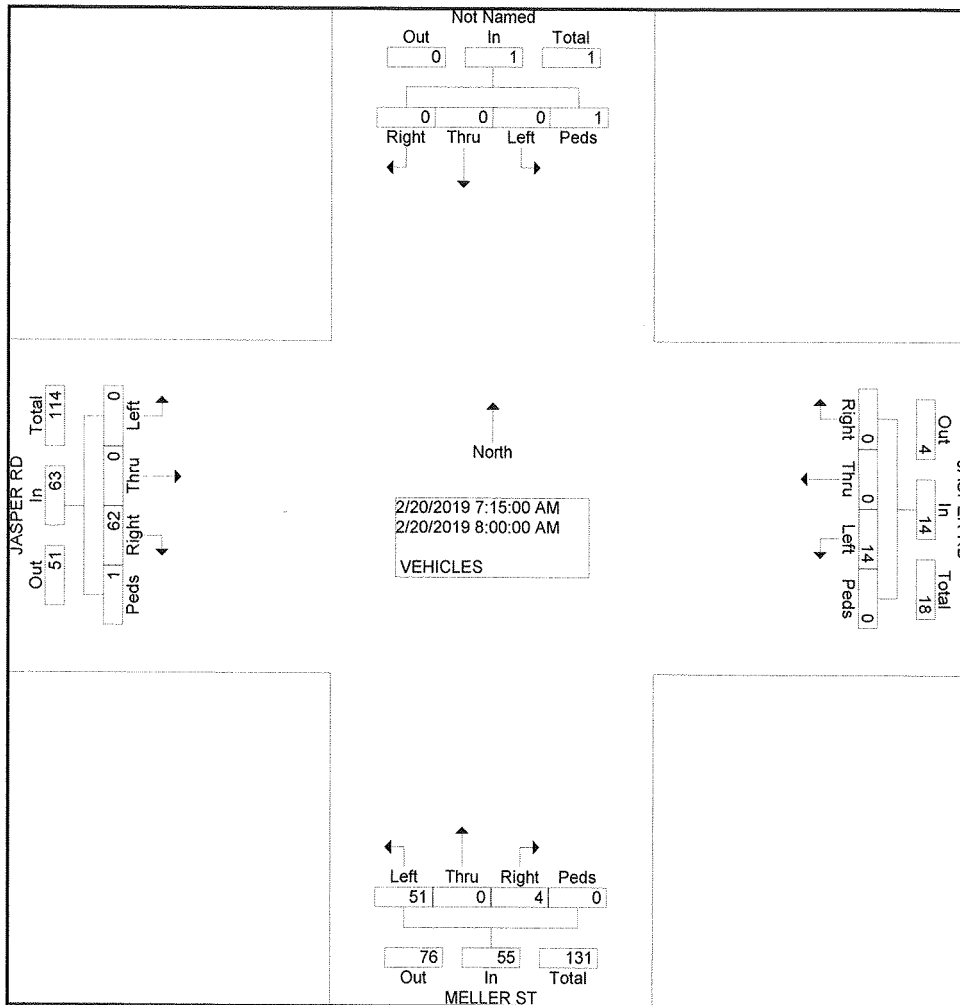 Not Named
Out In Total
0 1 1
0 0 0 1
Right Thru Left Peds
JASPER RD
Out In Total
51 63 114
0 0 62 1
Left Thru Right Peds
North
2/20/2019 7:15:00 AM
2/20/2019 8:00:00 AM
VEHICLES
Right Thru Left Peds
0 0 14 0
Out In Total
4 14 18
Left Thru Right Peds
51 0 4 0
76 55 131
Out In Total
MELLER ST